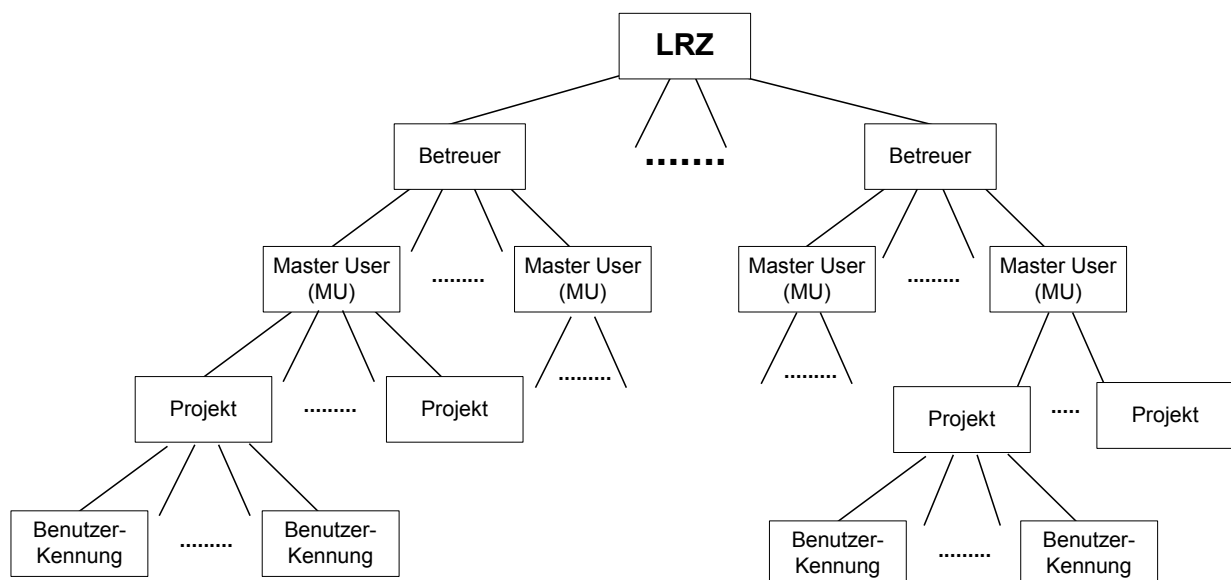 LRZ
Betreuer
.......
Betreuer
Master User
(MU)
.........
Master User
(MU)
Master User
(MU)
.........
Master User
(MU)
Projekt
.........
Projekt
.........
.........
Projekt
.....
Projekt
Benutzer-
Kennung
.........
Benutzer-
Kennung
Benutzer-
Kennung
.........
Benutzer-
Kennung